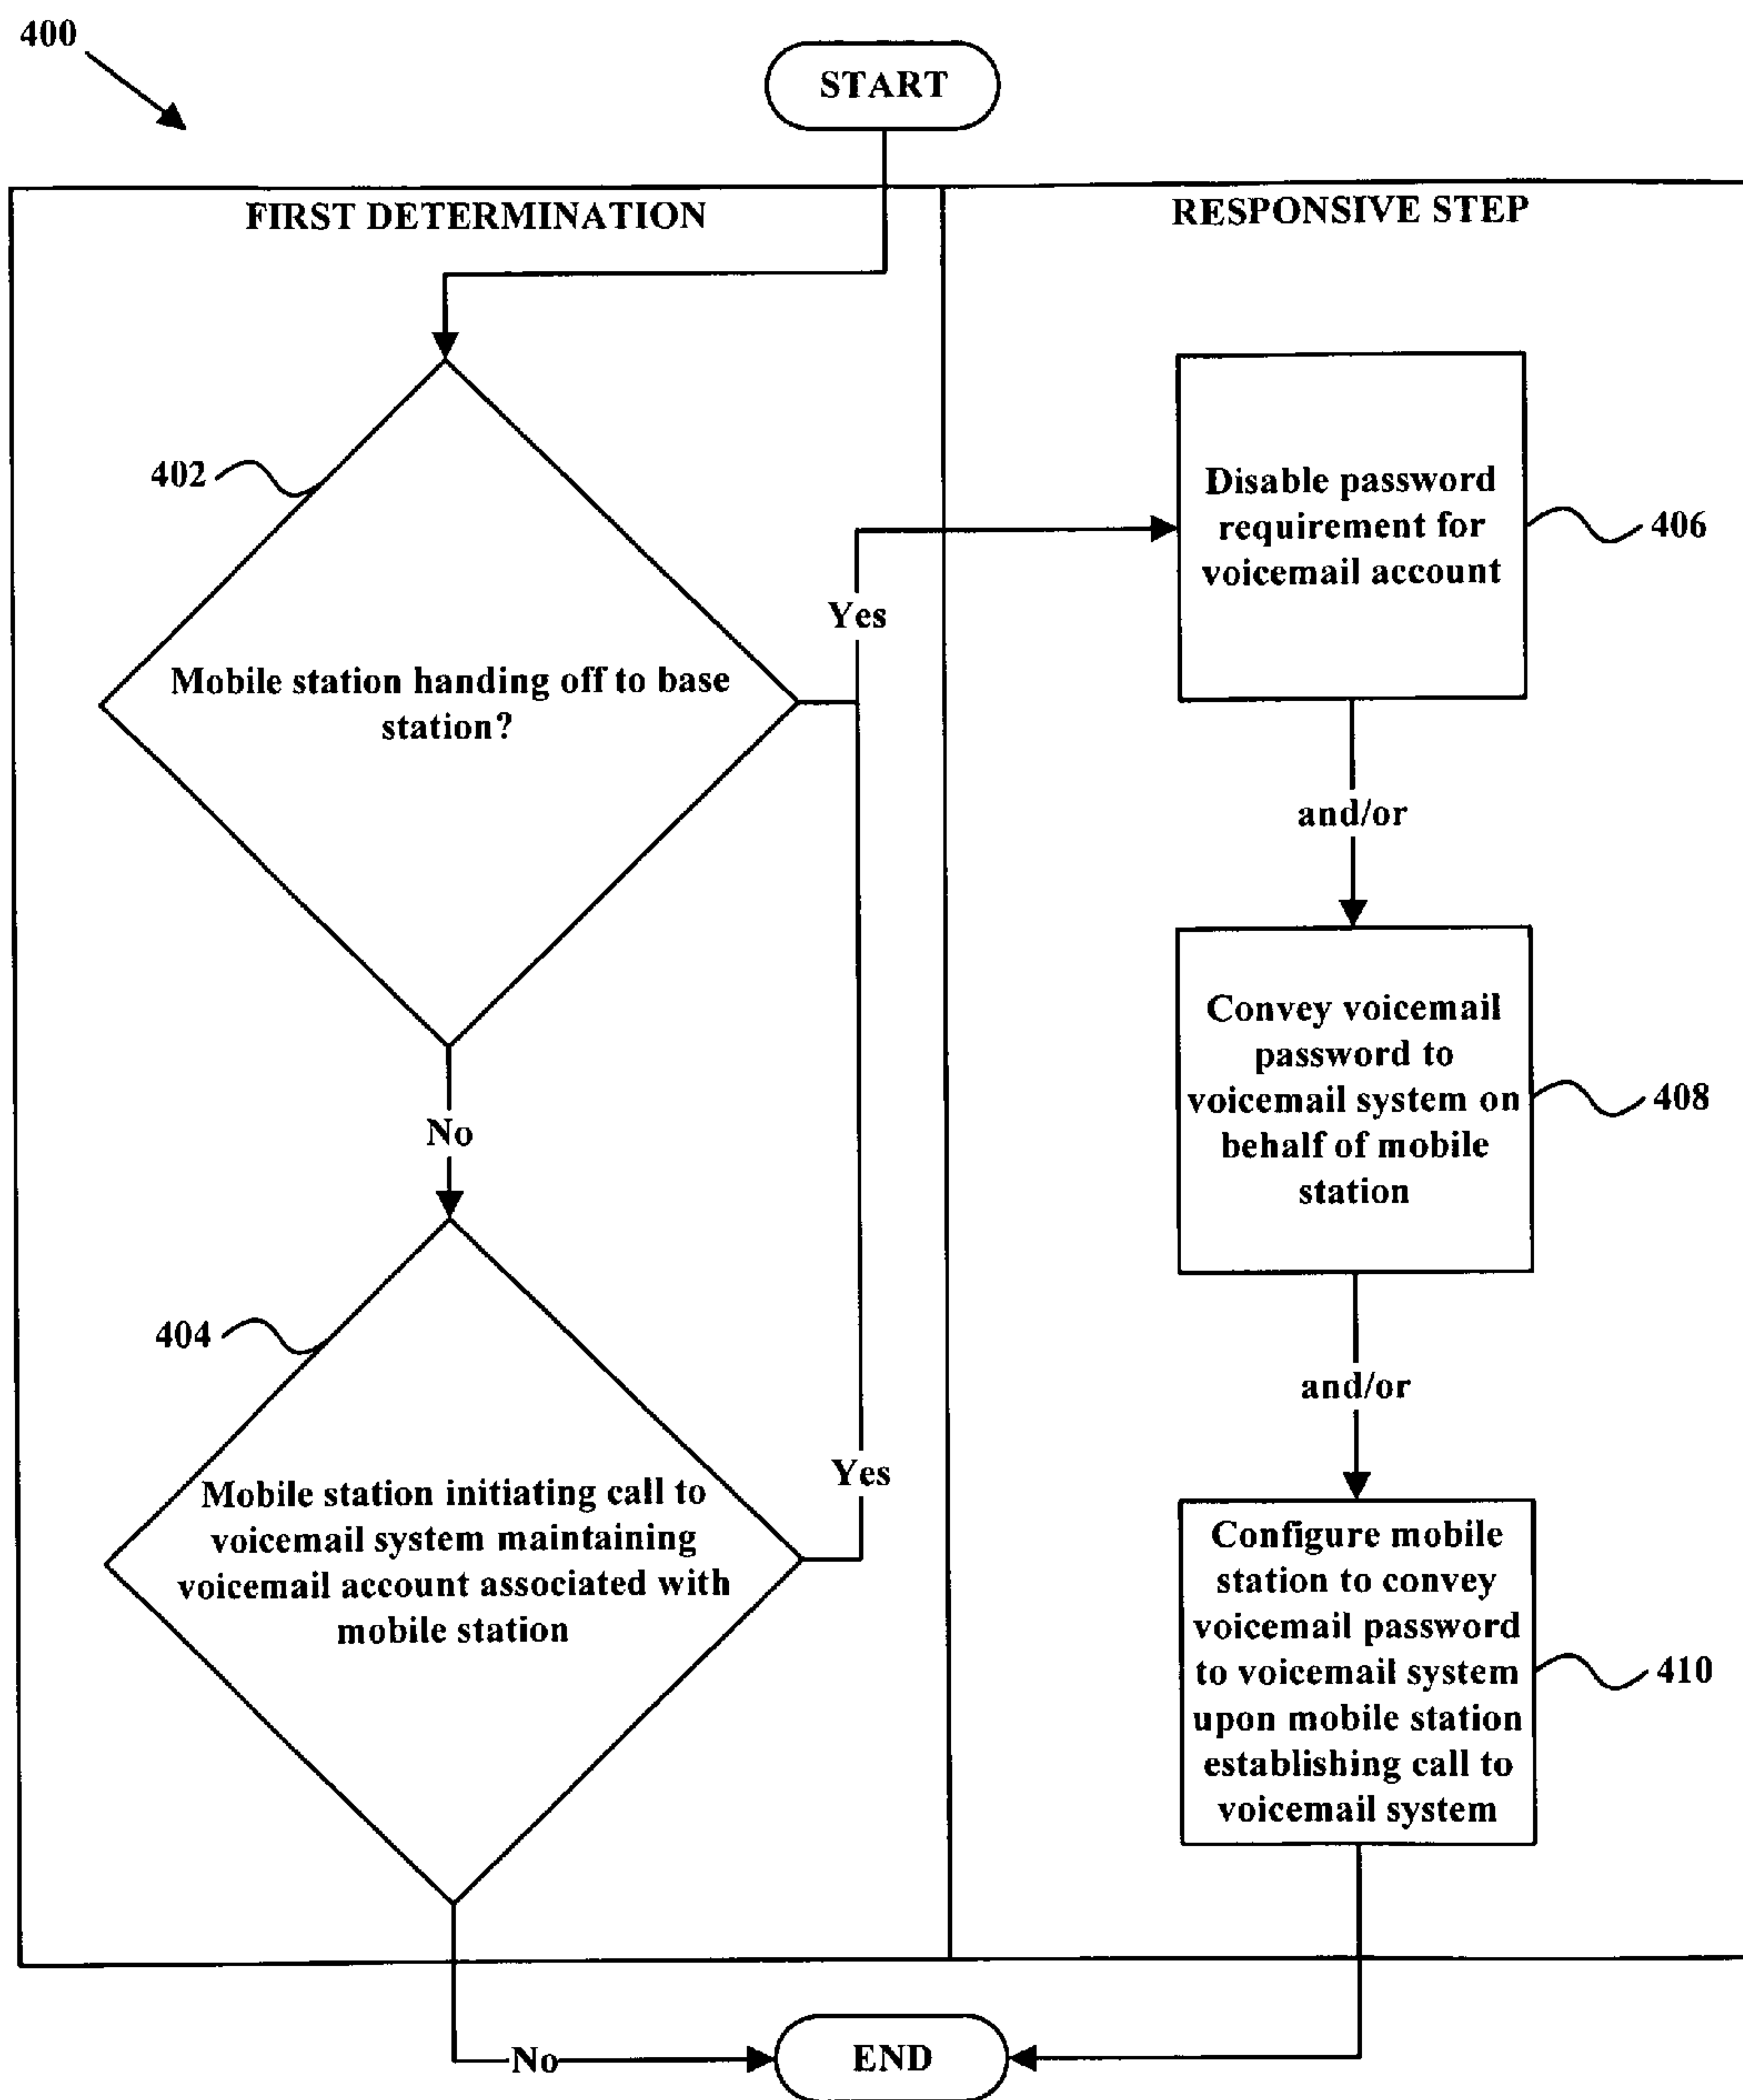 400
START
FIRST DETERMINATION
RESPONSIVE STEP
402
Mobile station handing off to base
station?
Yes
No
404
Mobile station initiating call to
voicemail system maintaining
voicemail account associated with
mobile station
Yes
No
Disable password
requirement for
voicemail account
406
and/or
Convey voicemail
password to
voicemail system on
behalf of mobile
station
408
and/or
Configure mobile
station to convey
voicemail password
to voicemail system
upon mobile station
establishing call to
voicemail system
410
END